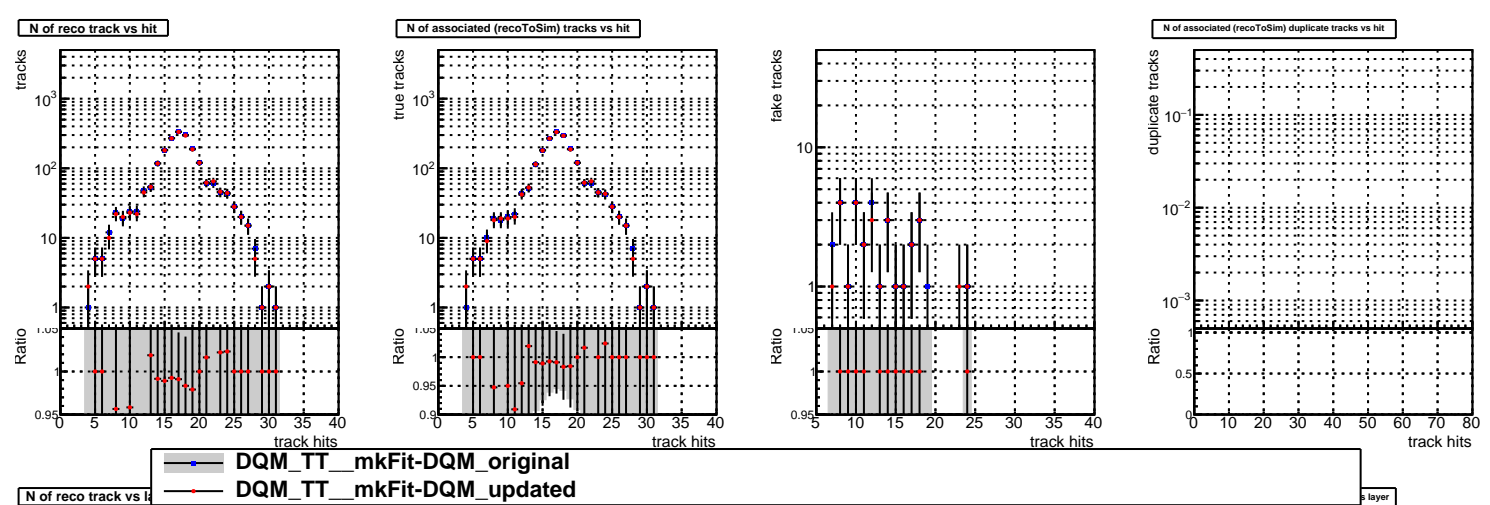 N of reco track vs hit
N of associated (recoToSim) tracks vs hit
N of associated (recoToSim) duplicate tracks vs hit
tracks
10³
10²
10
1
Ratio
1.05
1
0.95
0 5 10 15 20 25 30 35 40
track hits
true tracks
10³
10²
10
1
Ratio
1.05
1
0.95
0.9
0 5 10 15 20 25 30 35 40
track hits
fake tracks
10
1
Ratio
1.05
1
0.95
5 10 15 20 25 30 35 40
track hits
duplicate tracks
10⁻¹
10⁻²
10⁻³
Ratio
1
0.5
0
0 10 20 30 40 50 60 70 80
track hits
DQM_TT__mkFit-DQM_original
DQM_TT__mkFit-DQM_updated
N of reco track vs la
s layer